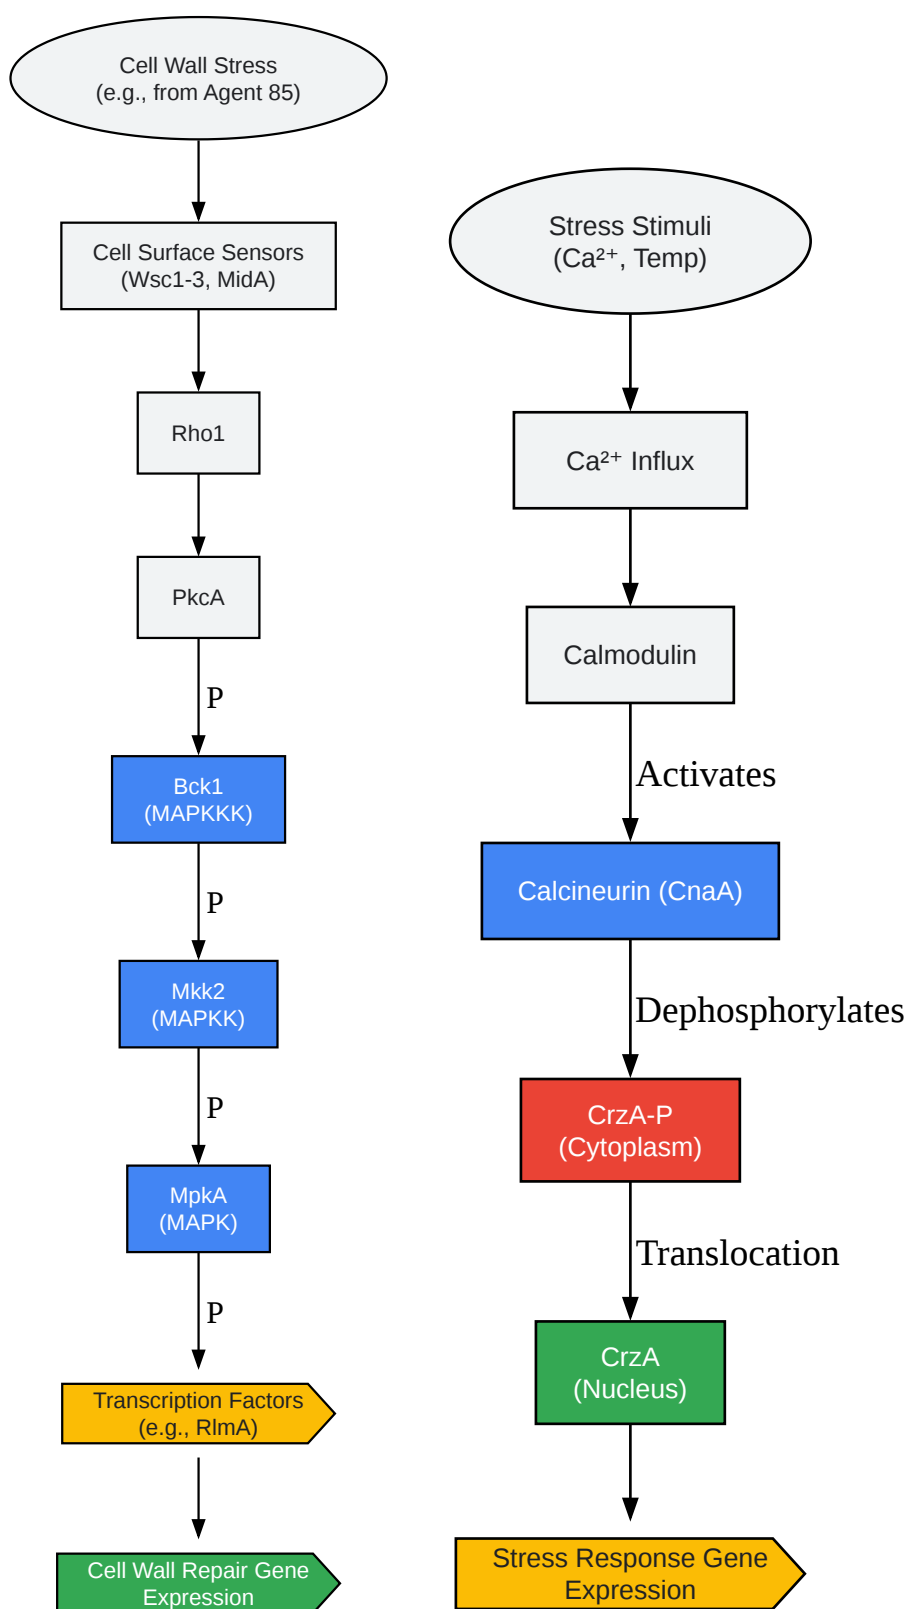 Cell Wall Stress
(e.g., from Agent 85)
Cell Surface Sensors
(Wsc1-3, MidA)
Rho1
PkcA
P
Bck1
(MAPKKK)
P
Mkk2
(MAPKK)
P
MpkA
(MAPK)
P
Transcription Factors
(e.g., RlmA)
Cell Wall Repair Gene
Expression
Stress Stimuli
(Ca²⁺, Temp)
Ca²⁺ Influx
Calmodulin
Activates
Calcineurin (CnaA)
Dephosphorylates
CrzA-P
(Cytoplasm)
Translocation
CrzA
(Nucleus)
Stress Response Gene
Expression